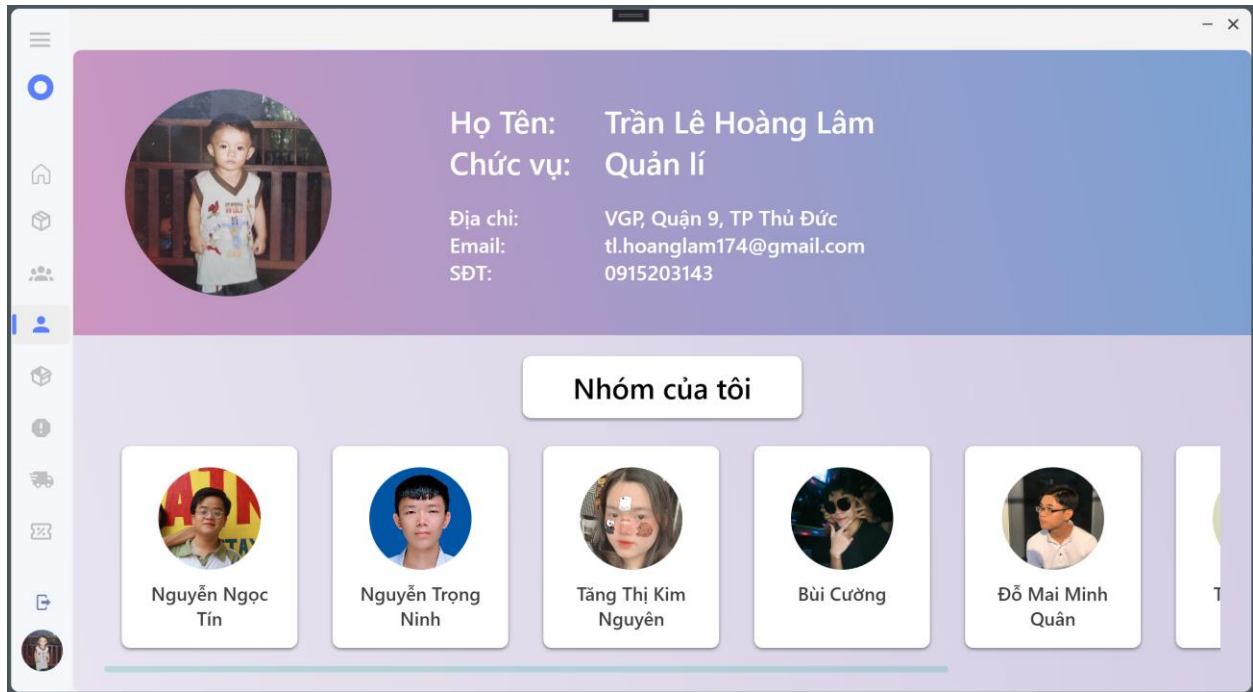 Họ Tên: Trần Lê Hoàng Lâm
Chức vụ: Quản lí
Địa chỉ: VGP, Quận 9, TP Thủ Đức
Email: tl.hoanglam174@gmail.com
SĐT: 0915203143
Nhóm của tôi
Nguyễn Ngọc
Tín
Nguyễn Trọng
Ninh
Tăng Thị Kim
Nguyên
Bùi Cường
Đỗ Mai Minh
Quân